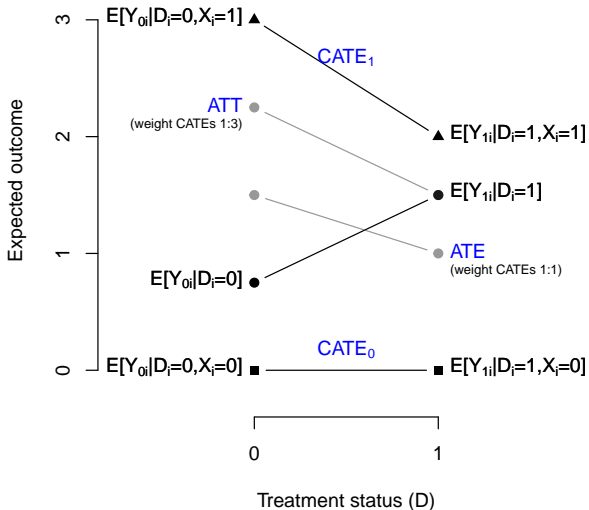 E[Y₀ᵢ|Dᵢ=0,Xᵢ=1]
CATE₁
ATT
(weight CATEs 1:3)
E[Y₁ᵢ|Dᵢ=1,Xᵢ=1]
E[Y₁ᵢ|Dᵢ=1]
ATE
(weight CATEs 1:1)
E[Y₀ᵢ|Dᵢ=0]
CATE₀
E[Y₀ᵢ|Dᵢ=0,Xᵢ=0]
E[Y₁ᵢ|Dᵢ=1,Xᵢ=0]
Expected outcome
3
2
1
0
0 1
Treatment status (D)